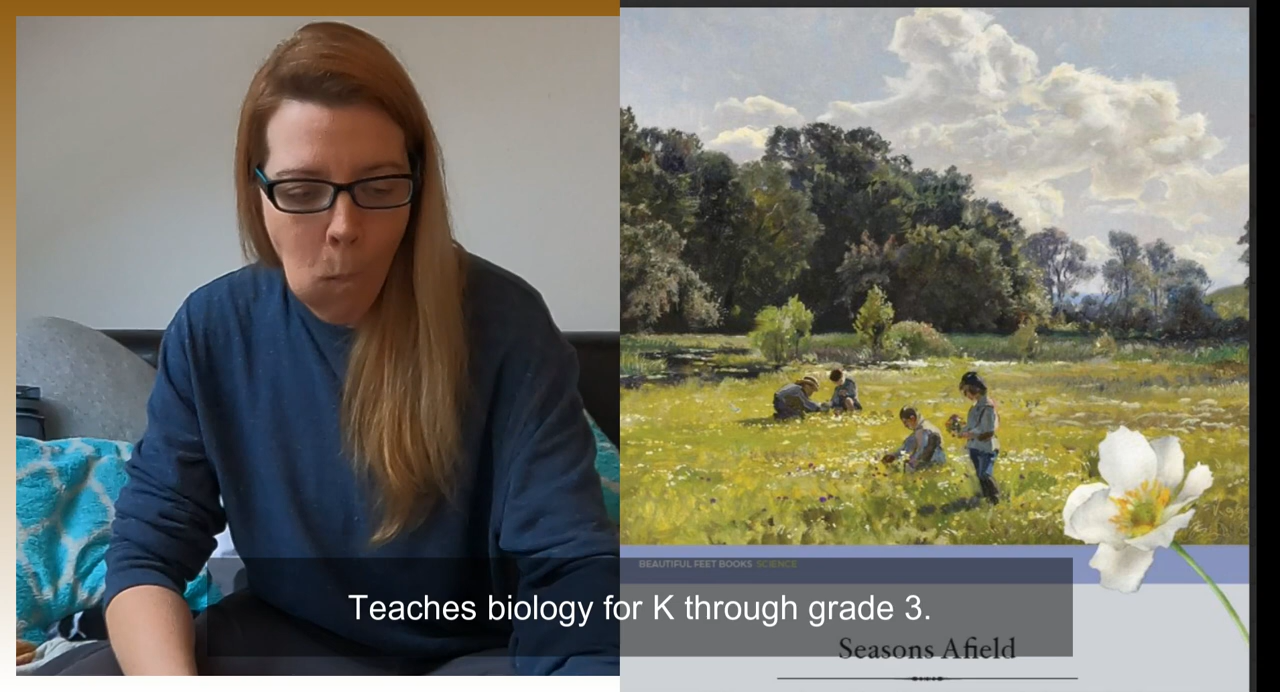 BEAUTIFUL FEET BOOKS SCIENCE
Teaches biology for K through grade 3.
Seasons Afield